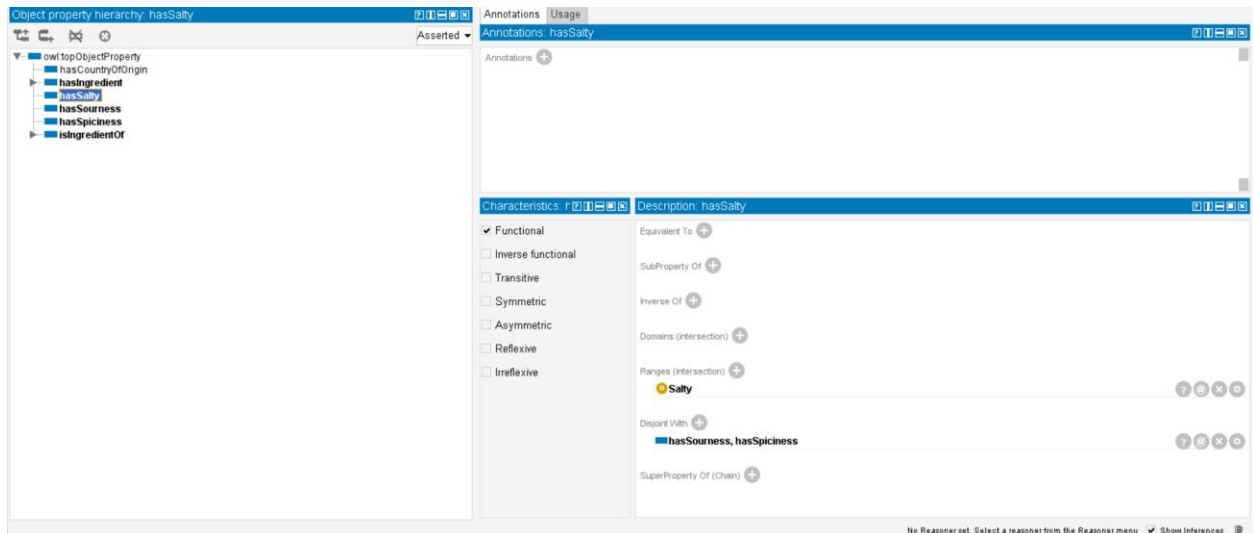 Object property hierarchy: hasSalty
Asserted
owl:topObjectProperty
hasCountryOfOrigin
hasIngredient
hasSalty
hasSourness
hasSpiciness
isIngredientOf
Annotations Usage
Annotations: hasSalty
Annotations
Characteristics: h
Functional
Inverse functional
Transitive
Symmetric
Asymmetric
Reflexive
Irreflexive
Description: hasSalty
Equivalent To
SubProperty Of
Inverse Of
Domains (intersection)
Ranges (intersection)
Salty
Disjoint With
hasSourness, hasSpiciness
SuperProperty Of (Chain)
No Reasoner set. Select a reasoner from the Reasoner menu Show Inferences